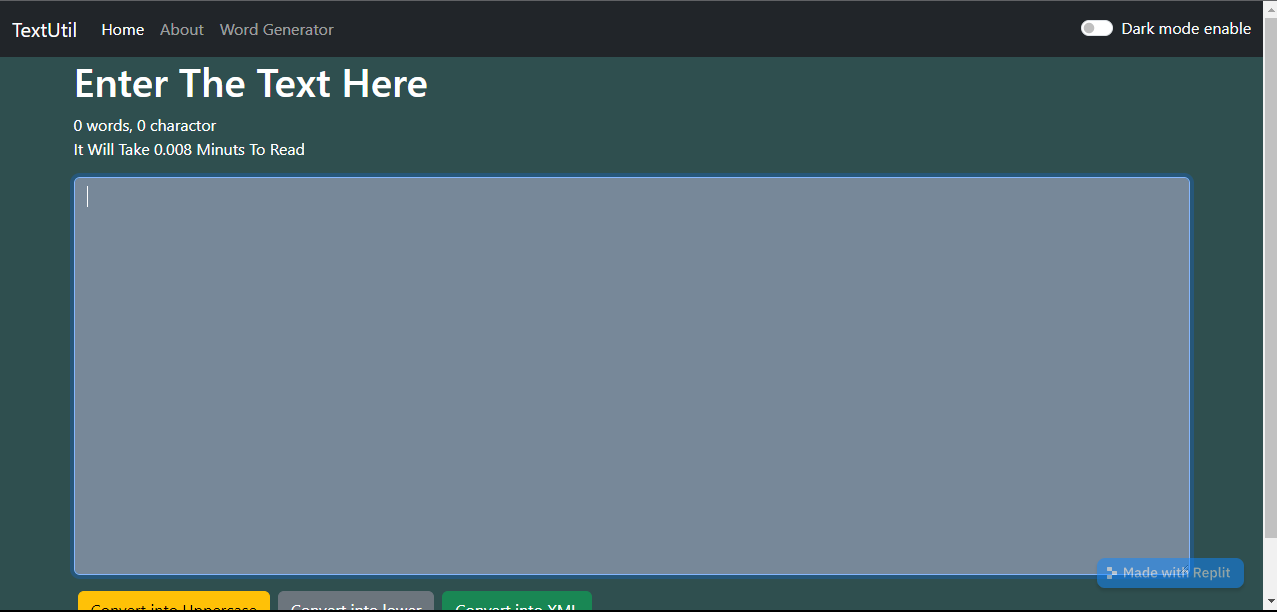 TextUtil Home About Word Generator Dark mode enable
Enter The Text Here
0 words, 0 charactor
It Will Take 0.008 Minuts To Read
Made with Replit
Convert into Uppercase Convert into lower Convert into XML